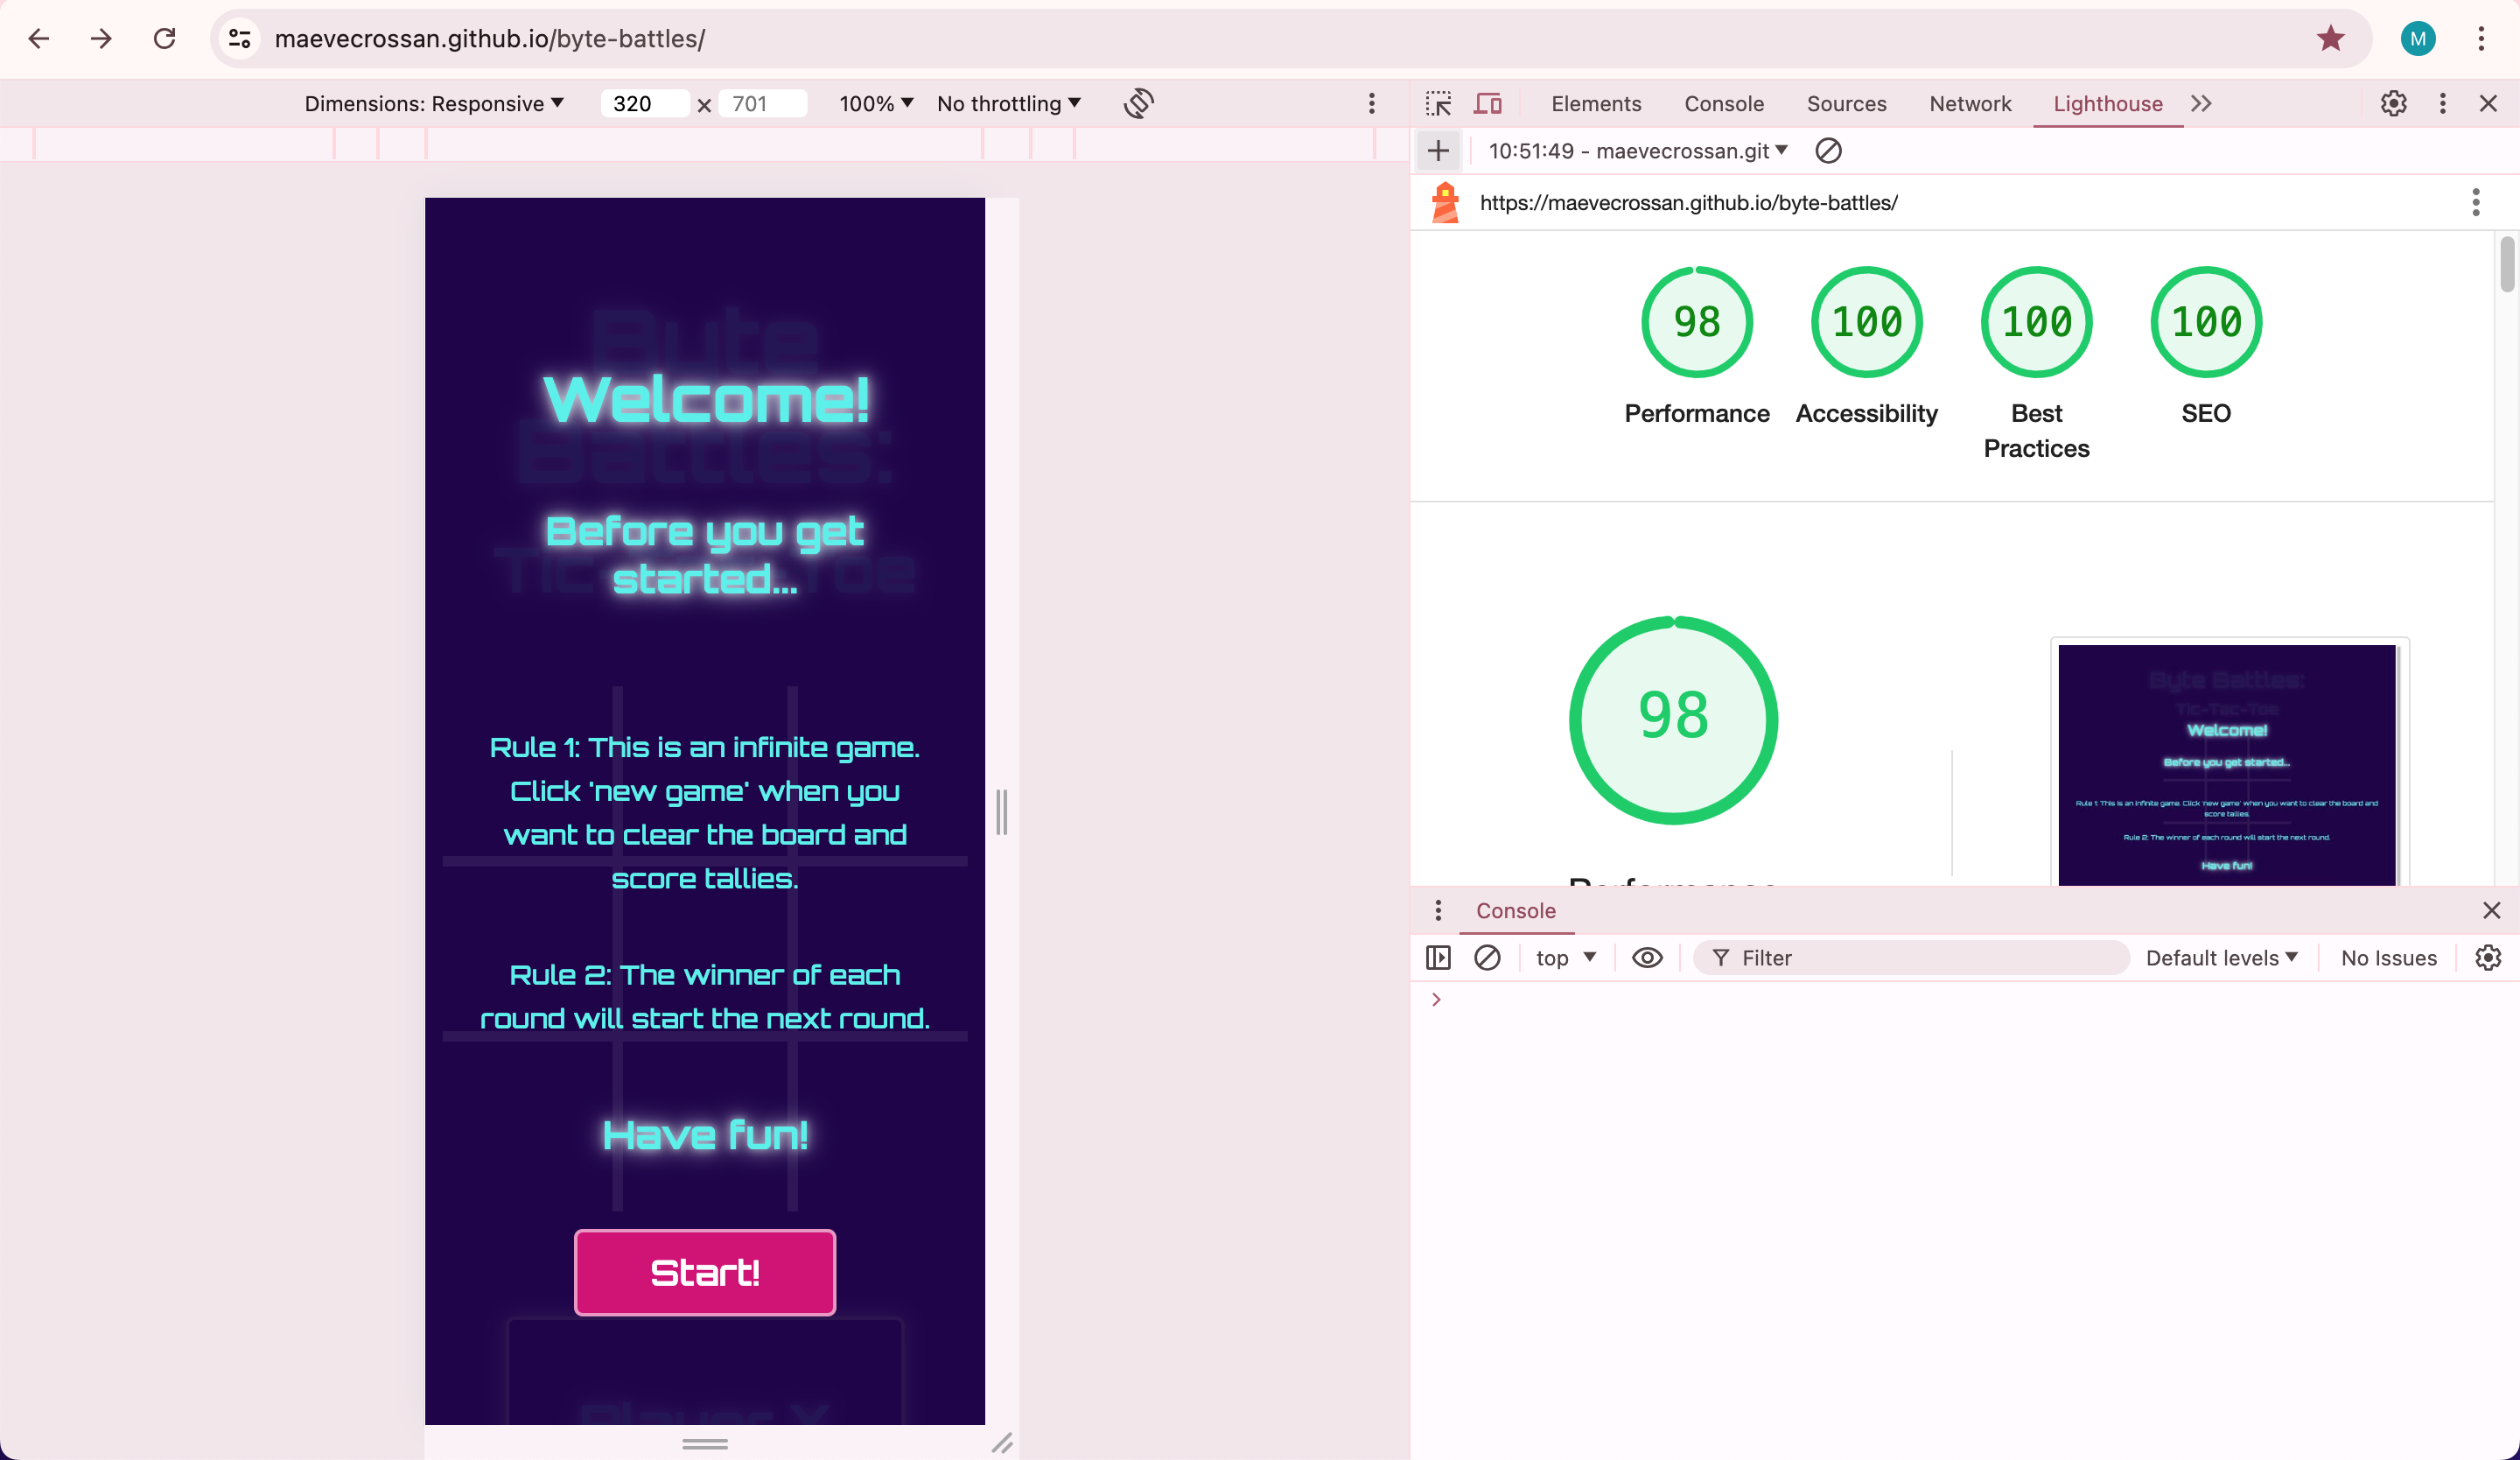 maevecrossan.github.io/byte-battles/
M
Dimensions: Responsive
320
×
701
100%
No throttling
Elements
Console
Sources
Network
Lighthouse
10:51:49 - maevecrossan.git
https://maevecrossan.github.io/byte-battles/
Byte
Welcome!
Battles:
Before you get
started...
Tic-Tac-Toe
Rule 1: This is an infinite game.
Click 'new game' when you
want to clear the board and
score tallies.
Rule 2: The winner of each
round will start the next round.
Have fun!
Start!
Player X
98
100
100
100
Performance
Accessibility
Best
Practices
SEO
98
Performance
Byte Battles:
Tic-Tac-Toe
Welcome!
Before you get started...
Rule 1: This is an infinite game. Click 'new game' when you want to clear the board and
score tallies.
Rule 2: The winner of each round will start the next round.
Have fun!
Console
top
Filter
Default levels
No Issues